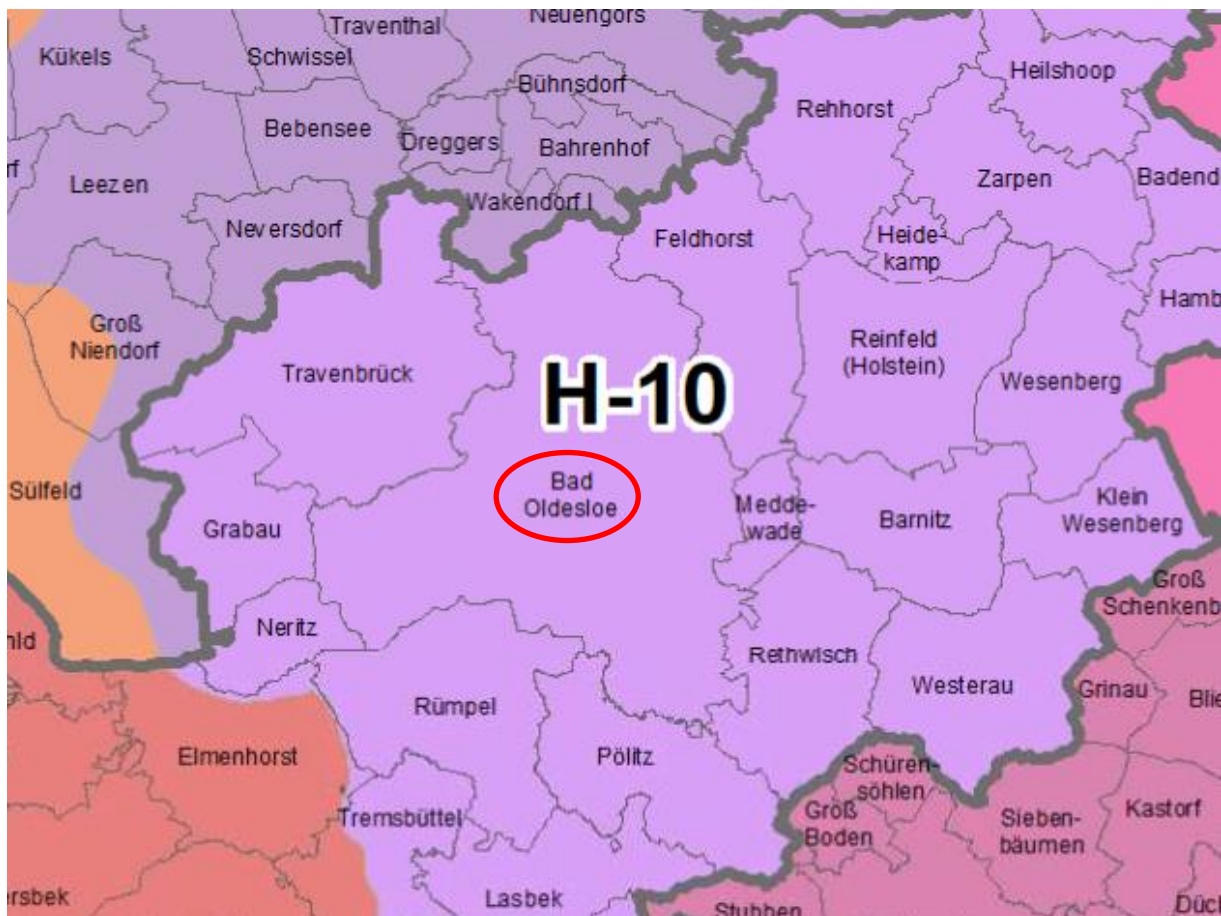 Neuengörs
Traventhal
Kükels
Schwissel
Heilshoop
Bühnsdorf
Rehhorst
Bebensee
Dreggers
Bahrenhof
Leezen
Zarpen
Badend
Wakendorf I
Neversdorf
Feldhorst
Heide-
kamp
Hamb
Groß
Niendorf
Reinfeld
(Holstein)
Travenbrück
Wesenberg
H-10
Bad
Oldesloe
Sülfeld
Medde-
wade
Klein
Wesenberg
Grabau
Barnitz
Groß
Schenkenb
Neritz
Rethwisch
Westerau
Grinau
Blie
Rümpel
Elmenhorst
Pölitz
Schüren-
söhlen
Tremsbüttel
Groß
Boden
Sieben-
bäumen
Kastorf
ersbek
Lasbek
Stubben
Düc